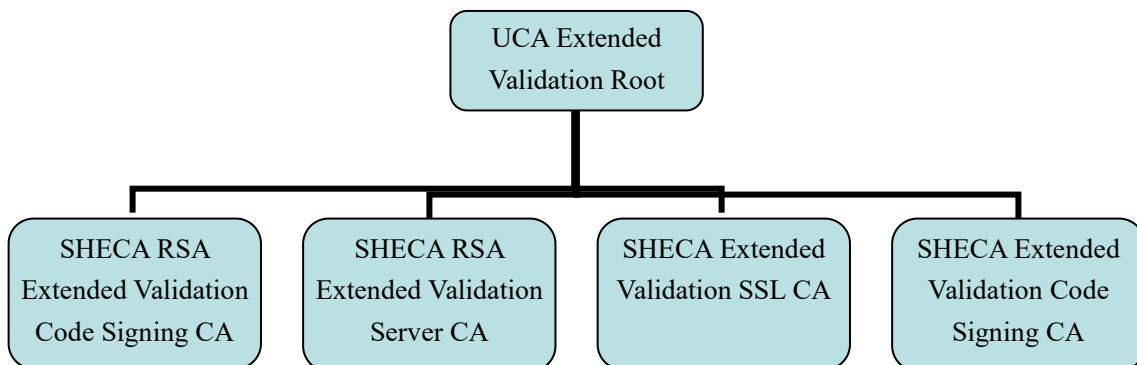 UCA Extended
Validation Root
SHECA RSA
Extended Validation
Code Signing CA
SHECA RSA
Extended Validation
Server CA
SHECA Extended
Validation SSL CA
SHECA Extended
Validation Code
Signing CA